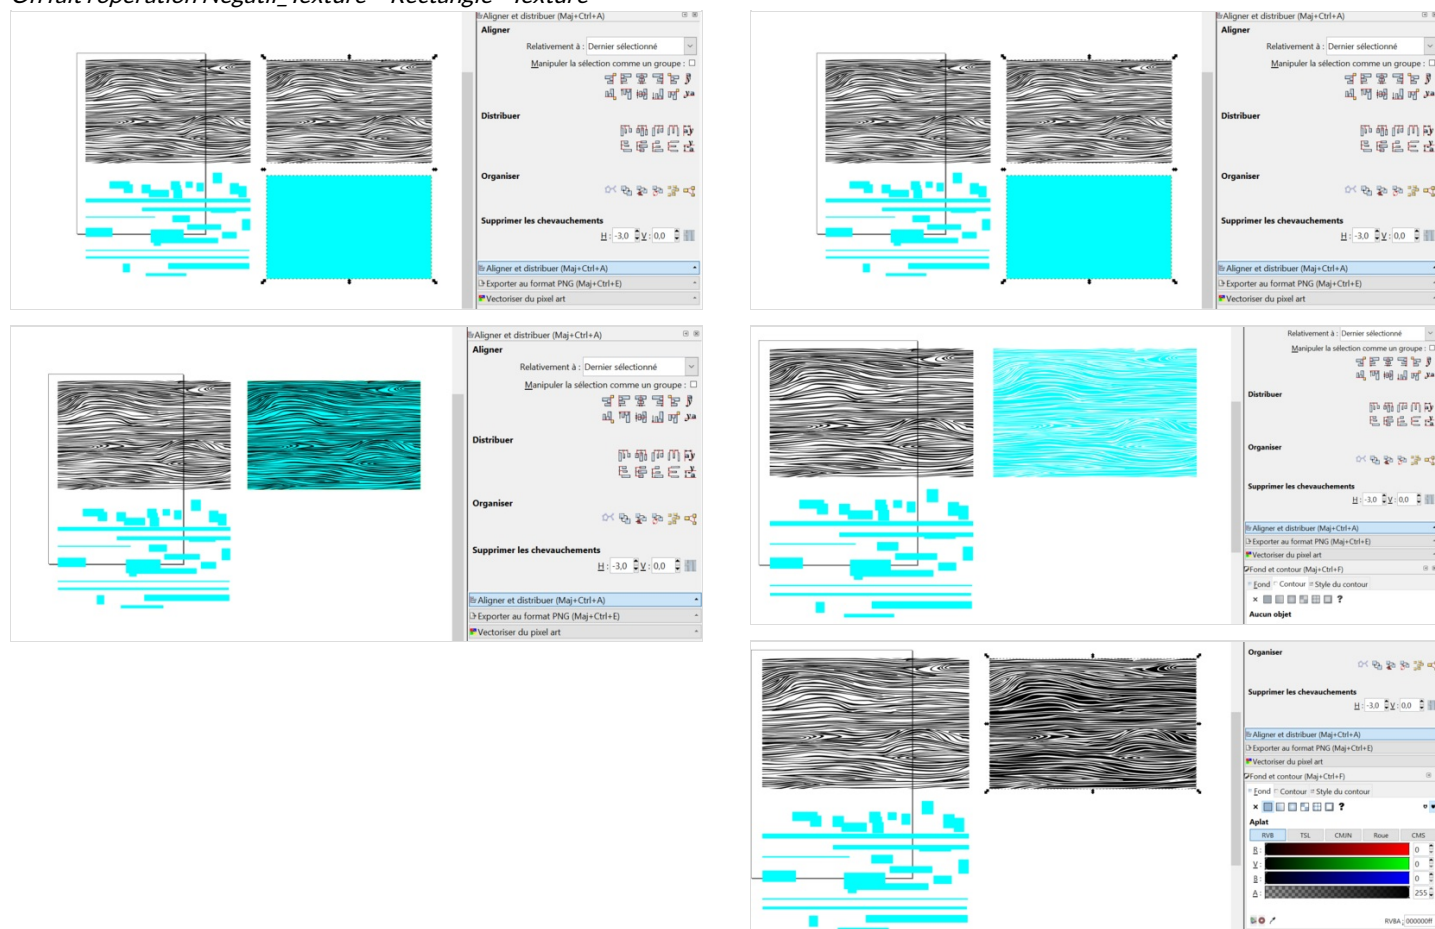 On fait l'opération Négatif_Texture = Rectangle - Texture
Aligner et distribuer (Maj+Ctrl+A)
Aligner
Relativement à : Dernier sélectionné
Manipuler la sélection comme un groupe :
Distribuer
Organiser
Supprimer les chevauchements
H : -3,0 V : 0,0
Aligner et distribuer (Maj+Ctrl+A)
Exporter au format PNG (Maj+Ctrl+E)
Vectoriser du pixel art
Aligner et distribuer (Maj+Ctrl+A)
Aligner
Relativement à : Dernier sélectionné
Manipuler la sélection comme un groupe :
Distribuer
Organiser
Supprimer les chevauchements
H : -3,0 V : 0,0
Aligner et distribuer (Maj+Ctrl+A)
Exporter au format PNG (Maj+Ctrl+E)
Vectoriser du pixel art
Aligner et distribuer (Maj+Ctrl+A)
Aligner
Relativement à : Dernier sélectionné
Manipuler la sélection comme un groupe :
Distribuer
Organiser
Supprimer les chevauchements
H : -3,0 V : 0,0
Aligner et distribuer (Maj+Ctrl+A)
Exporter au format PNG (Maj+Ctrl+E)
Vectoriser du pixel art
Relativement à : Dernier sélectionné
Manipuler la sélection comme un groupe :
Distribuer
Organiser
Supprimer les chevauchements
H : -3,0 V : 0,0
Aligner et distribuer (Maj+Ctrl+A)
Exporter au format PNG (Maj+Ctrl+E)
Vectoriser du pixel art
Fond et contour (Maj+Ctrl+F)
Fond Contour Style du contour
?
Aucun objet
Organiser
Supprimer les chevauchements
H : -3,0 V : 0,0
Aligner et distribuer (Maj+Ctrl+A)
Exporter au format PNG (Maj+Ctrl+E)
Vectoriser du pixel art
Fond et contour (Maj+Ctrl+F)
Fond Contour Style du contour
?
Aplat
RVB TSL CMJN Roue CMS
R : 0
V : 0
B : 0
A : 255
RVBA : 000000ff